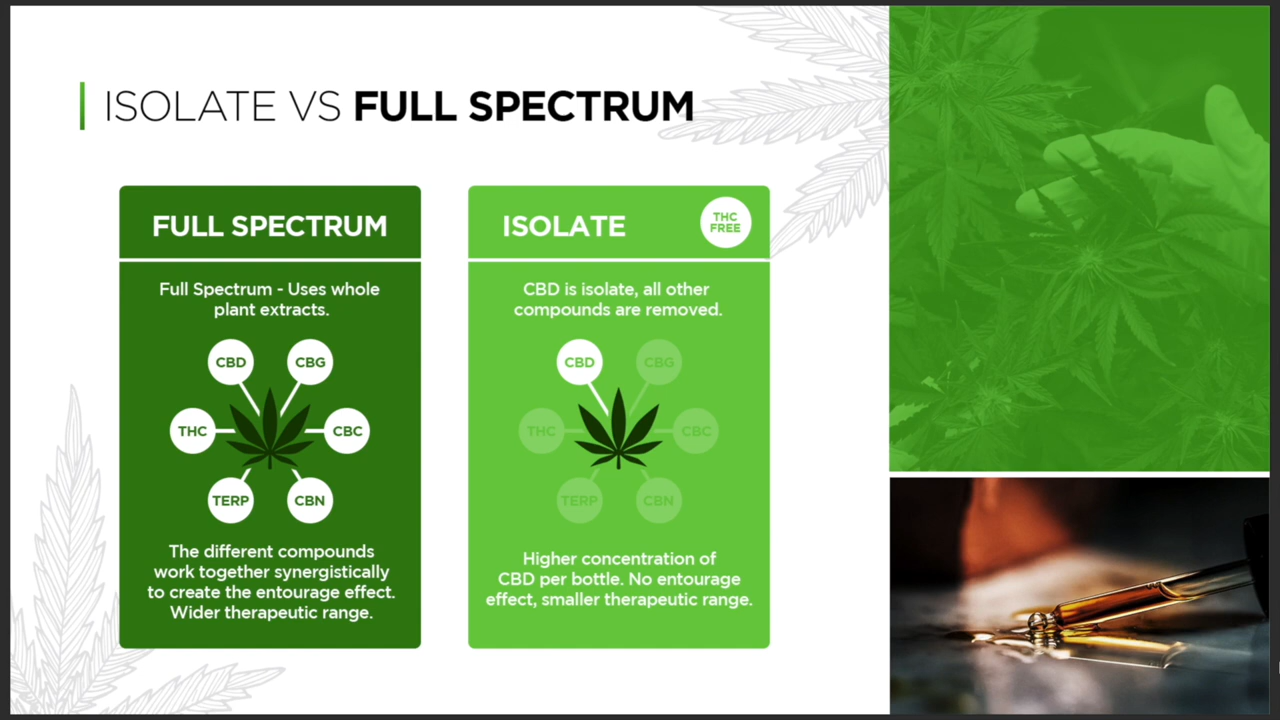 ISOLATE VS FULL SPECTRUM
FULL SPECTRUM
Full Spectrum - Uses whole
plant extracts.
CBD
CBG
THC
CBC
TERP
CBN
The different compounds
work together synergistically
to create the entourage effect.
Wider therapeutic range.
ISOLATE
THC
FREE
CBD is isolate, all other
compounds are removed.
CBD
CBG
THC
CBC
TERP
CBN
Higher concentration of
CBD per bottle. No entourage
effect, smaller therapeutic range.